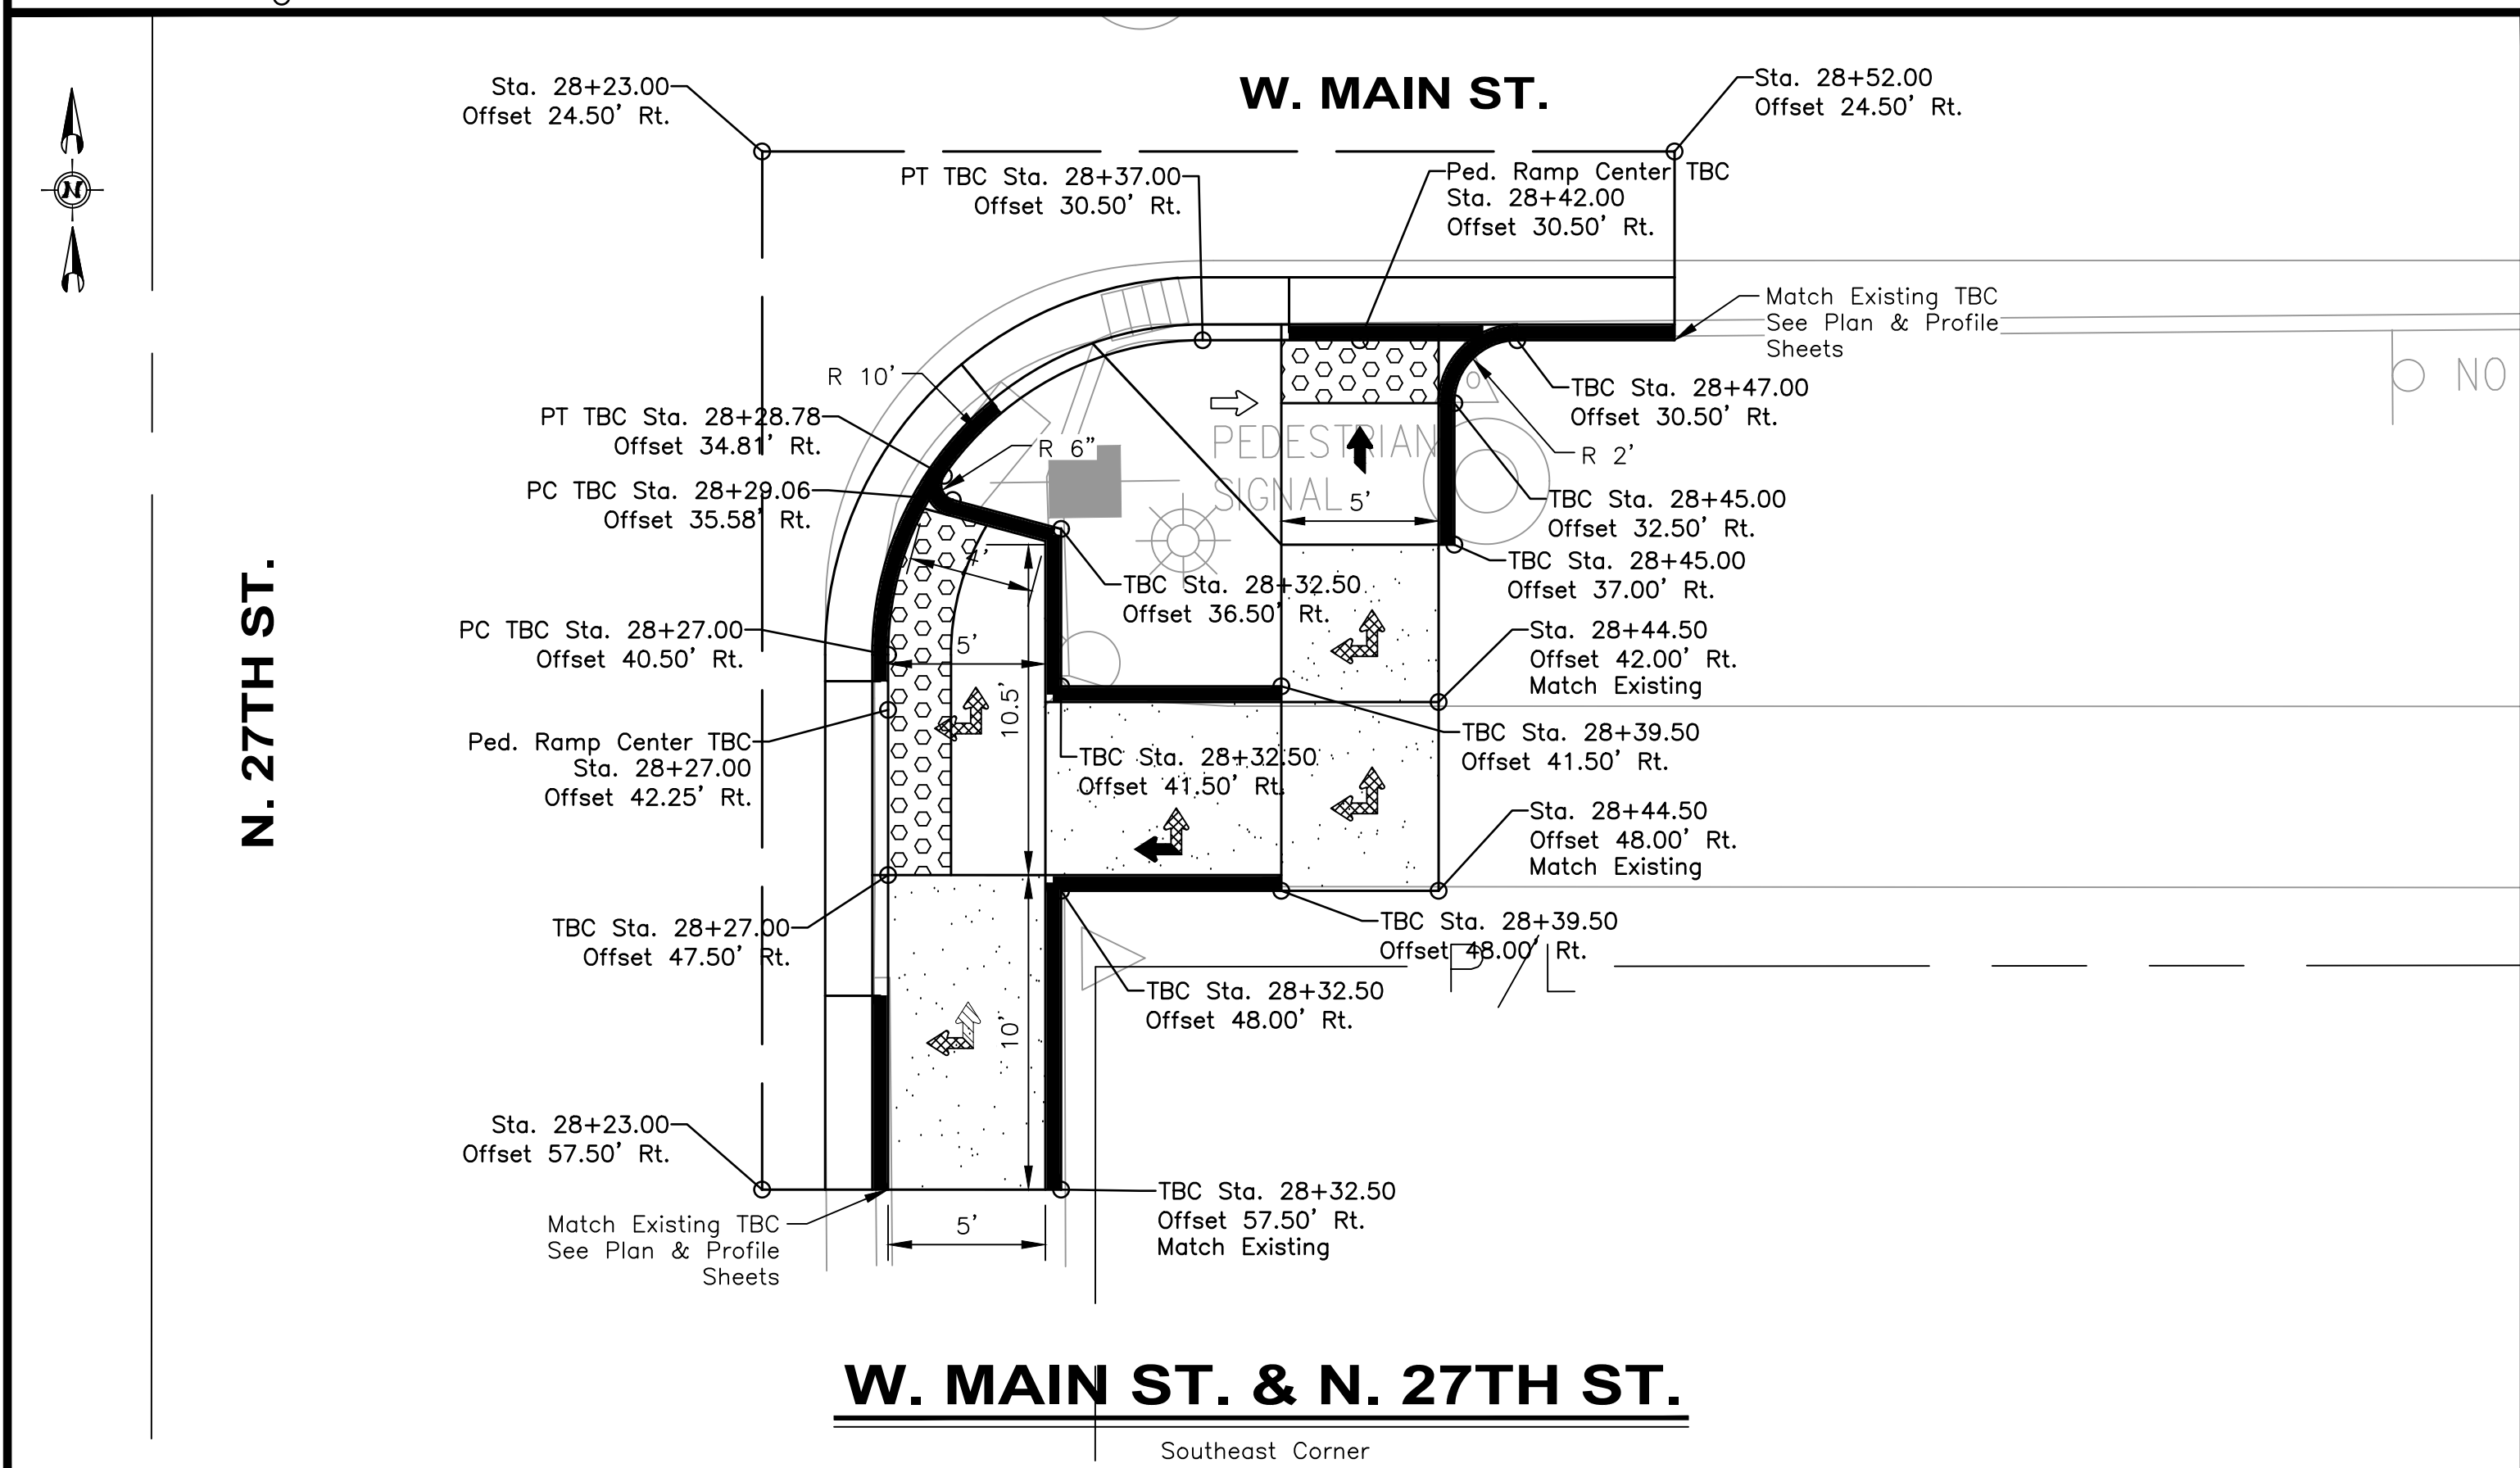 Sta. 28+23.00
Offset 24.50' Rt.
W. MAIN ST.
Sta. 28+52.00
Offset 24.50' Rt.
N
PT TBC Sta. 28+37.00
Offset 30.50' Rt.
Ped. Ramp Center TBC
Sta. 28+42.00
Offset 30.50' Rt.
Match Existing TBC
See Plan & Profile
Sheets
R 10'
NO
TBC Sta. 28+47.00
Offset 30.50' Rt.
PT TBC Sta. 28+28.78
Offset 34.81' Rt.
R 6"
PEDESTRIAN
SIGNAL
R 2'
PC TBC Sta. 28+29.06
Offset 35.58' Rt.
5'
TBC Sta. 28+45.00
Offset 32.50' Rt.
4'
TBC Sta. 28+45.00
Offset 37.00' Rt.
TBC Sta. 28+32.50
Offset 36.50' Rt.
N. 27TH ST.
PC TBC Sta. 28+27.00
Offset 40.50' Rt.
5'
Sta. 28+44.50
Offset 42.00' Rt.
Match Existing
10.5'
Ped. Ramp Center TBC
Sta. 28+27.00
Offset 42.25' Rt.
TBC Sta. 28+32.50
Offset 41.50' Rt.
TBC Sta. 28+39.50
Offset 41.50' Rt.
Sta. 28+44.50
Offset 48.00' Rt.
Match Existing
TBC Sta. 28+27.00
Offset 47.50' Rt.
TBC Sta. 28+39.50
Offset 48.00' Rt.
P/L
TBC Sta. 28+32.50
Offset 48.00' Rt.
10'
Sta. 28+23.00
Offset 57.50' Rt.
TBC Sta. 28+32.50
Offset 57.50' Rt.
Match Existing
Match Existing TBC
See Plan & Profile
Sheets
5'
W. MAIN ST. & N. 27TH ST.
Southeast Corner